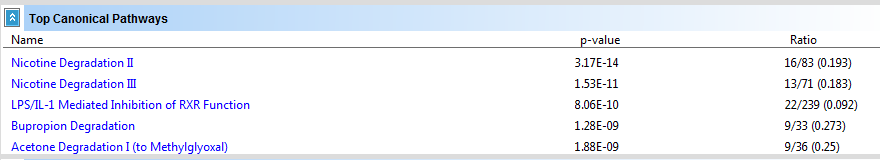 Top Canonical Pathways
Name p-value Ratio
Nicotine Degradation II 3.17E-14 16/83 (0.193)
Nicotine Degradation III 1.53E-11 13/71 (0.183)
LPS/IL-1 Mediated Inhibition of RXR Function 8.06E-10 22/239 (0.092)
Bupropion Degradation 1.28E-09 9/33 (0.273)
Acetone Degradation I (to Methylglyoxal) 1.88E-09 9/36 (0.25)